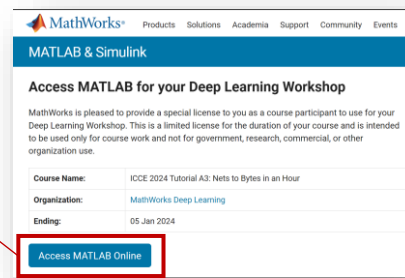 MathWorks® Products Solutions Academia Support Community Events
MATLAB & Simulink
Access MATLAB for your Deep Learning Workshop
MathWorks is pleased to provide a special license to you as a course participant to use for your
Deep Learning Workshop. This is a limited license for the duration of your course and is intended
to be used only for course work and not for government, research, commercial, or other
organization use.
Course Name: ICCE 2024 Tutorial A3: Nets to Bytes in an Hour
Organization: MathWorks Deep Learning
Ending: 05 Jan 2024
Access MATLAB Online